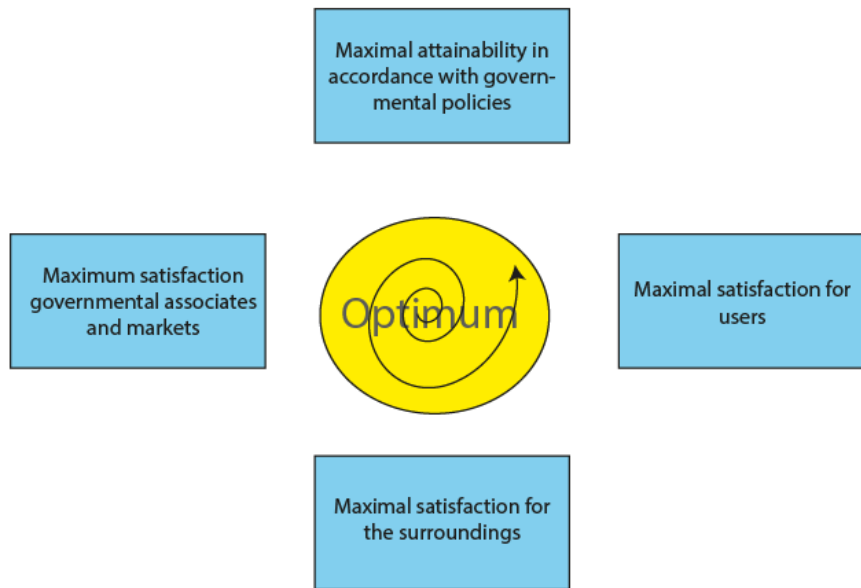 Maximal attainability in
accordance with govern-
mental policies
Maximum satisfaction
governmental associates
and markets
Optimum
Maximal satisfaction for
users
Maximal satisfaction for
the surroundings